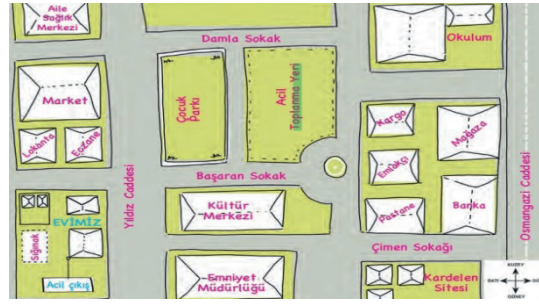 Aile
Sağlık
Merkezi
Damla Sokak
Okulum
Market
Lokanta
Eczane
Çocuk
Parkı
Acil
Toplanma Yeri
Kargo
Mağaza
Emlakçı
Pastane
Banka
Yıldız Caddesi
Osmangazi Caddesi
Başaran Sokak
EVİMİZ
Sığınak
Acil çıkış
Kültür
Merkezi
Çimen Sokağı
Emniyet
Müdürlüğü
Kardelen
Sitesi
KUZEY
BATI
GÜNEY